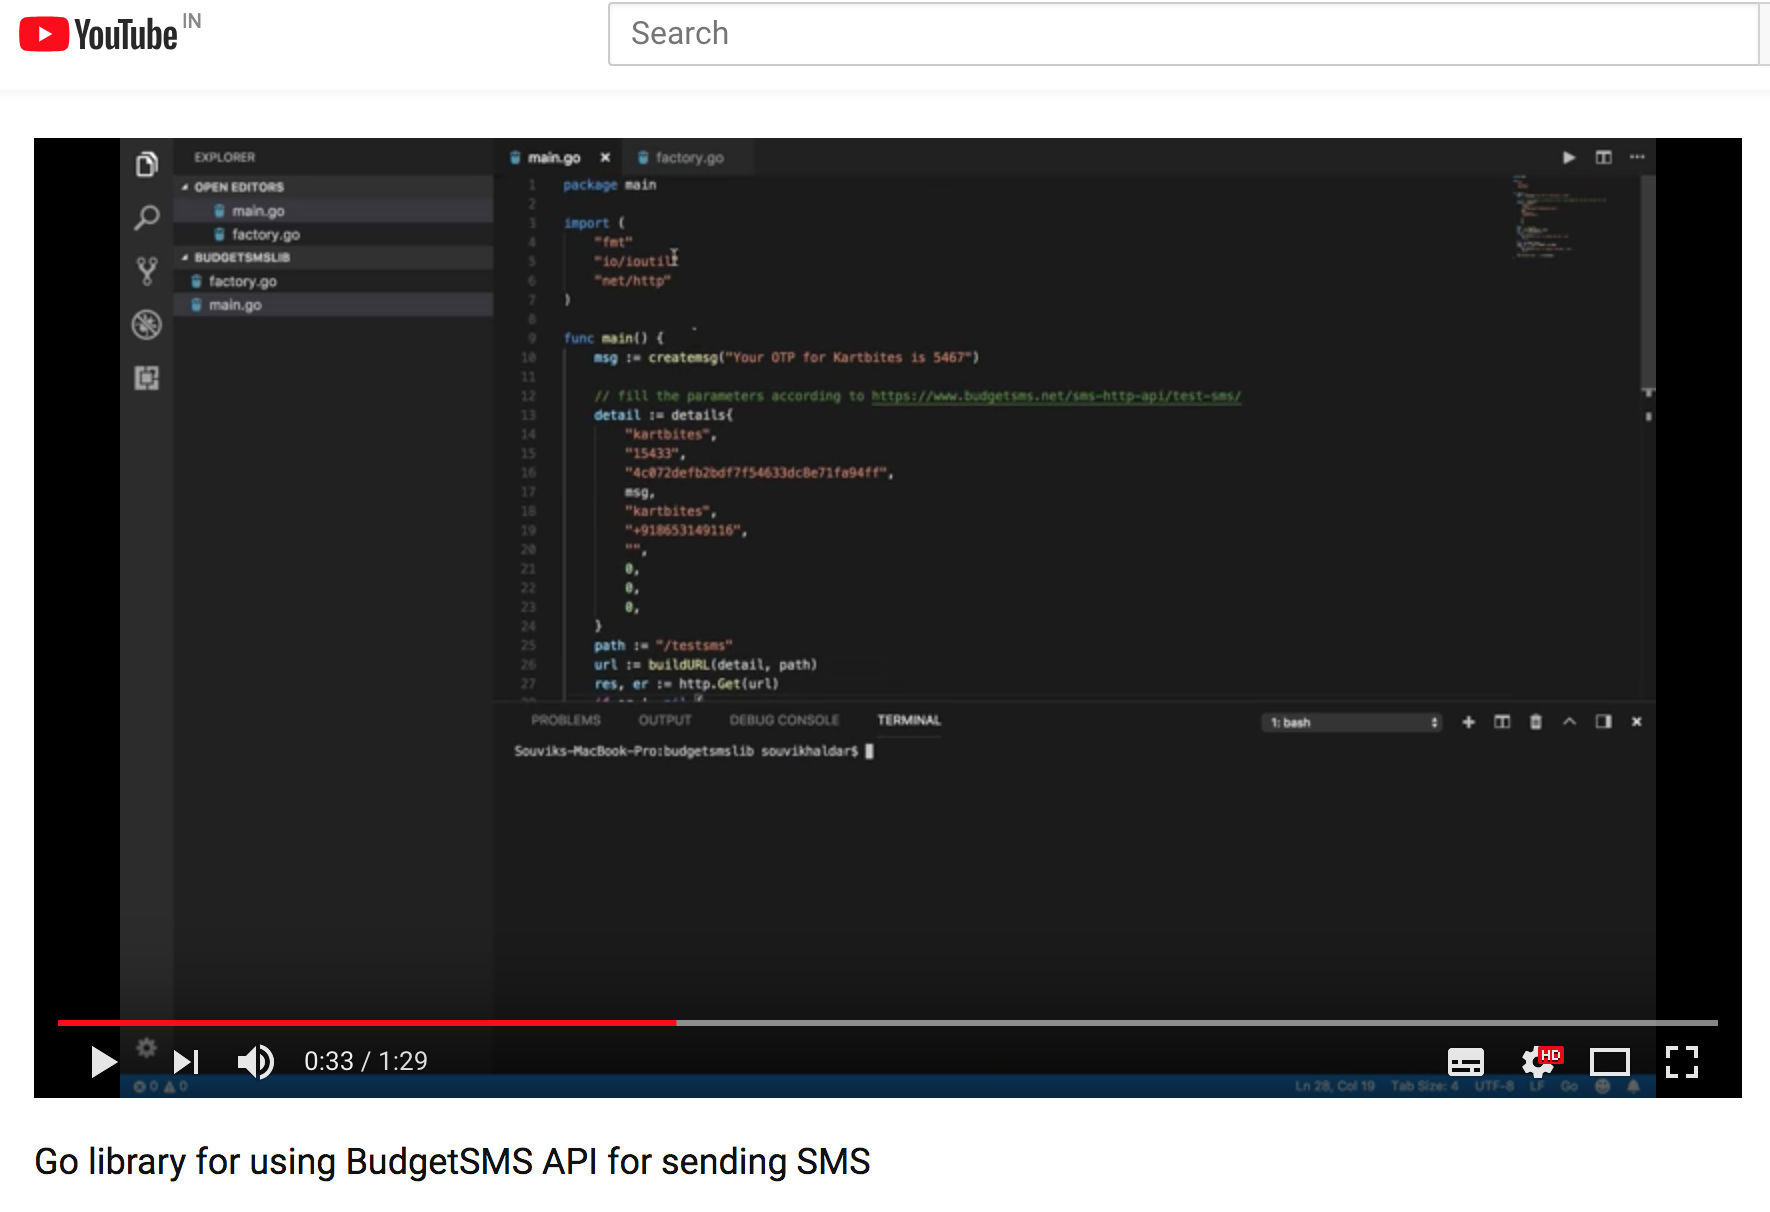 YouTube IN
Search
EXPLORER
OPEN EDITORS
main.go
factory.go
BUDGETSMSLIB
factory.go
main.go
main.go × factory.go
1 package main
2
3 import (
4 "fmt"
5 "io/ioutil"
6 "net/http"
7 )
8
9 func main() {
10 msg := createmsg("Your OTP for Kartbites is 5467")
11
12 // fill the parameters according to https://www.budgetsms.net/sms-http-api/test-sms/
13 detail := details{
14 "kartbites",
15 "15433",
16 "4c072defb2bdf7f54633dc8e71fa94ff",
17 msg,
18 "kartbites",
19 "+918653149116",
20 "",
21 0,
22 0,
23 0,
24 }
25 path := "/testsms"
26 url := buildURL(detail, path)
27 res, er := http.Get(url)
PROBLEMS OUTPUT DEBUG CONSOLE TERMINAL 1: bash
Souviks-MacBook-Pro:budgetsmslib souvikhaldar$
0:33 / 1:29 HD
0 0 Ln 28, Col 19 Tab Size: 4 UTF-8 LF Go
Go library for using BudgetSMS API for sending SMS